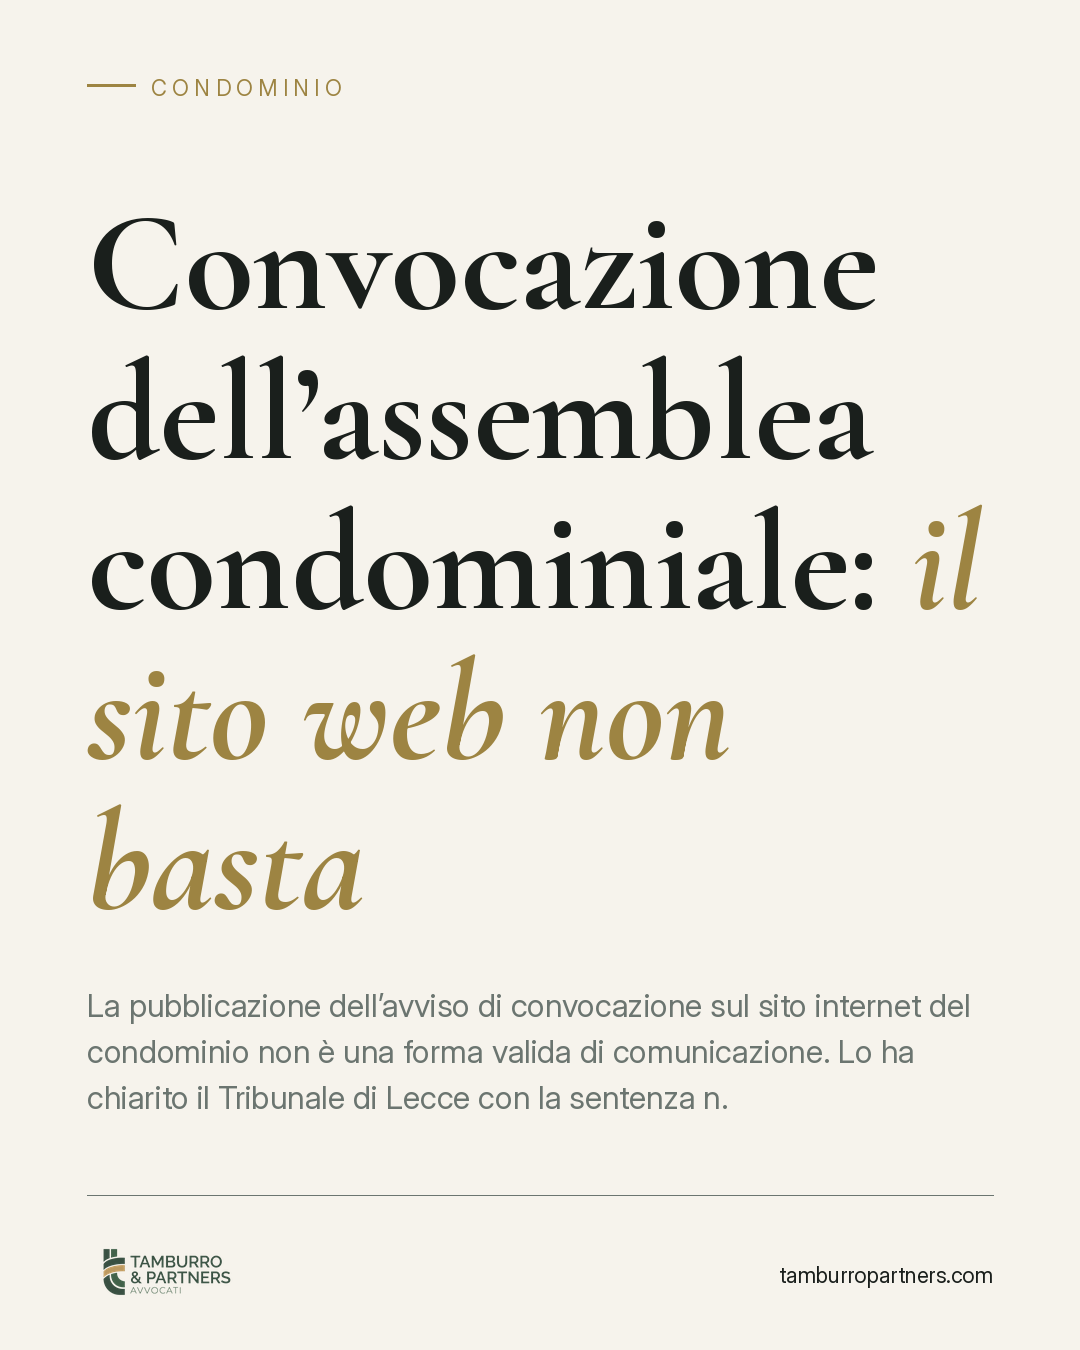 CONDOMINIO
Convocazione
dell’assemblea
condominiale: il
sito web non
basta
La pubblicazione dell’avviso di convocazione sul sito internet del
condominio non è una forma valida di comunicazione. Lo ha
chiarito il Tribunale di Lecce con la sentenza n.
TAMBURRO
& PARTNERS
AVVOCATI
tamburropartners.com